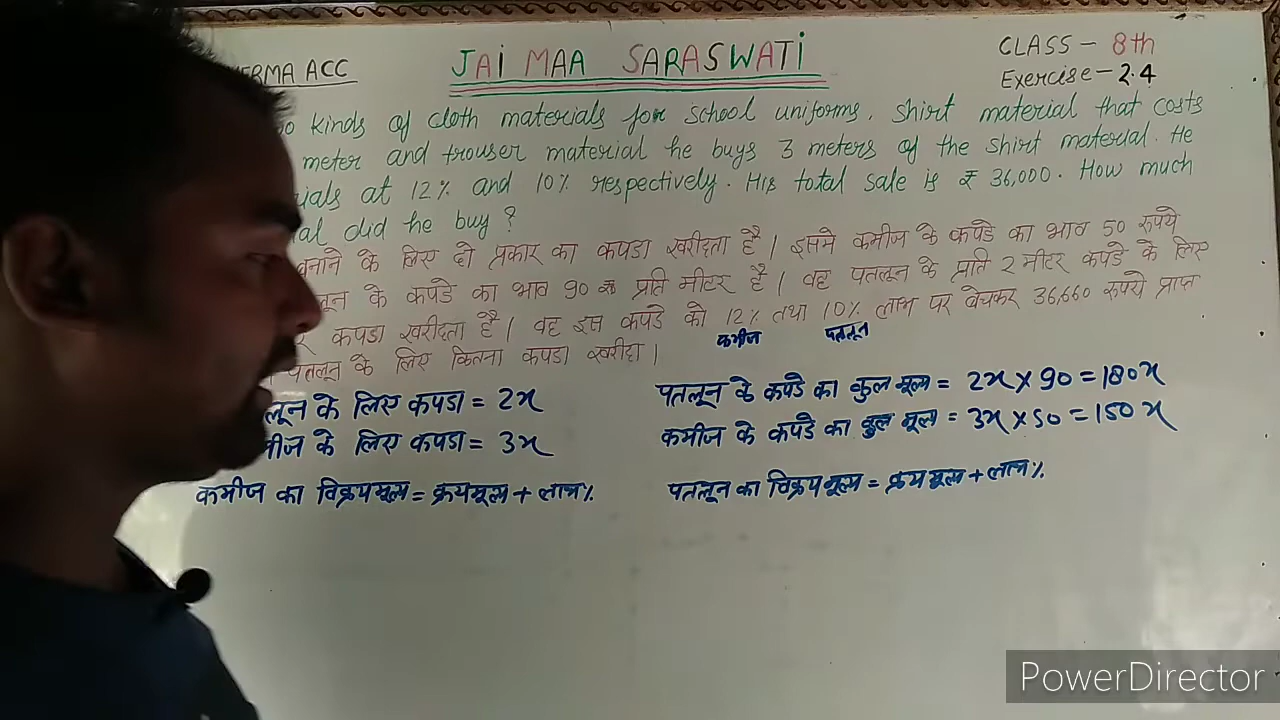 ERMA ACC
JAI MAA SARASWATI
CLASS - 8th
Exercise - 2.4
kinds of cloth materials for school uniforms, shirt material that costs
meter and trouser material he buys 3 meters of the shirt material. He
at 12% and 10% respectively. His total sale is ₹ 36,000. How much
did he buy?
बनाने के लिए दो प्रकार का कपडा खरीदता है। इसमे कमीज के कपडे का भाव 50 रुपये
के कपडे का भाव 90 रु प्रति मीटर है। वह पतलून के प्रति 2 मीटर कपडे के लिए
कपडा खरीदता है। वह इस कपडे को 12% तथा 10% लाभ पर बेचकर 36,660 रुपये प्राप्त
पतलून के लिए कितना कपडा खरीदा।
कमीज पतलून
लून के लिए कपडा = 2x
मीज के लिए कपडा = 3x
पतलून के कपडे का कुल मूल्य = 2x × 90 = 180x
कमीज के कपडे का कुल मूल्य = 3x × 50 = 150x
कमीज का विक्रयमूल्य = क्रयमूल्य + लाभ%
पतलून का विक्रयमूल्य = क्रयमूल्य + लाभ%
PowerDirector